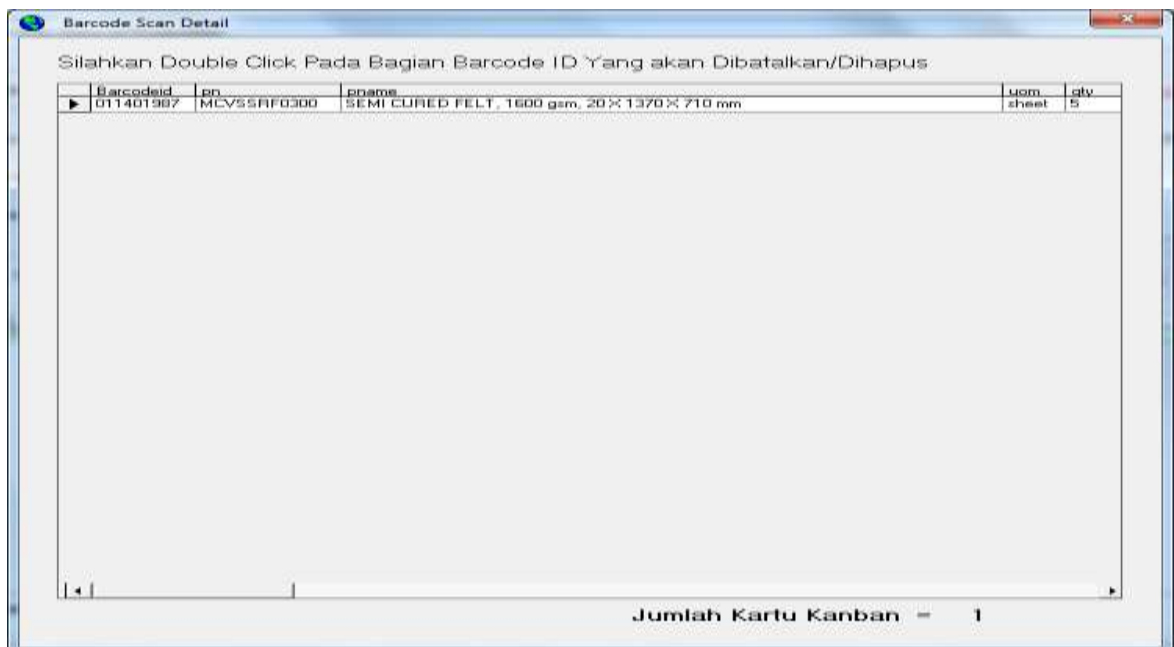 Barcode Scan Detail
Silahkan Double Click Pada Bagian Barcode ID Yang akan Dibatalkan/Dihapus
Barcodeid pn pname uom qty
011401987 MCVSSRF0300 SEMI CURED FELT, 1600 gsm, 20 X 1370 X 710 mm sheet 5
Jumlah Kartu Kanban = 1